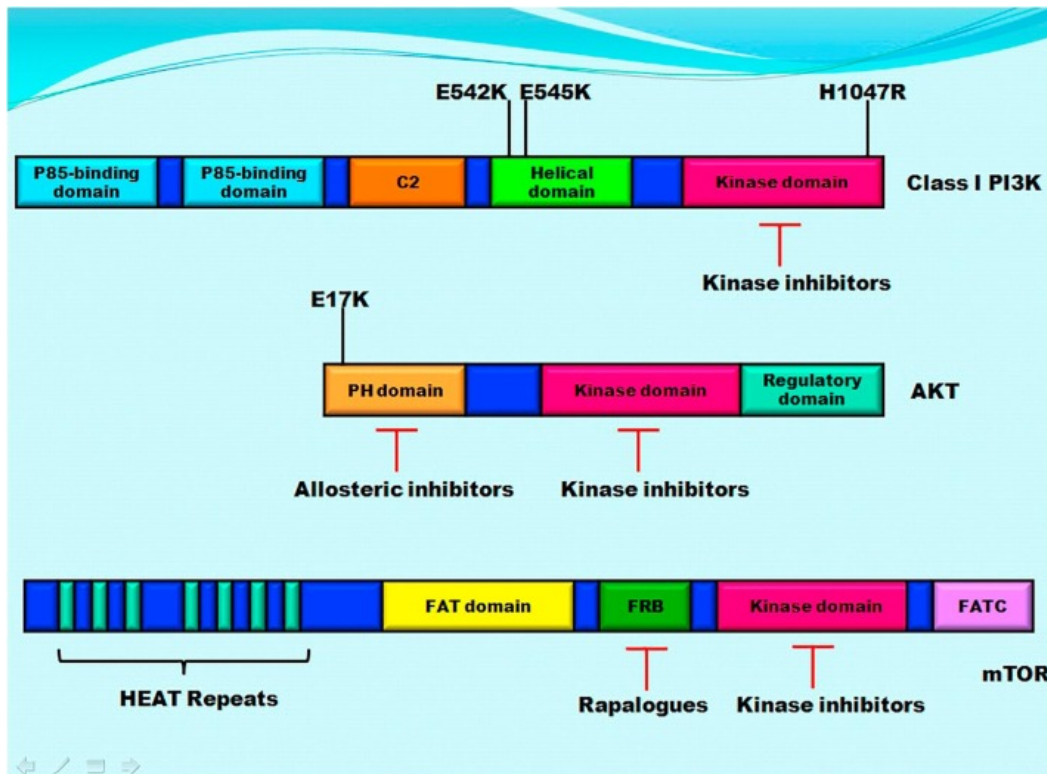 E542K E545K H1047R
P85-binding
domain
P85-binding
domain
C2
Helical
domain
Kinase domain
Class I PI3K
Kinase inhibitors
E17K
PH domain
Kinase domain
Regulatory
domain
AKT
Allosteric inhibitors
Kinase inhibitors
FAT domain
FRB
Kinase domain
FATC
mTOR
HEAT Repeats
Rapalogues
Kinase inhibitors